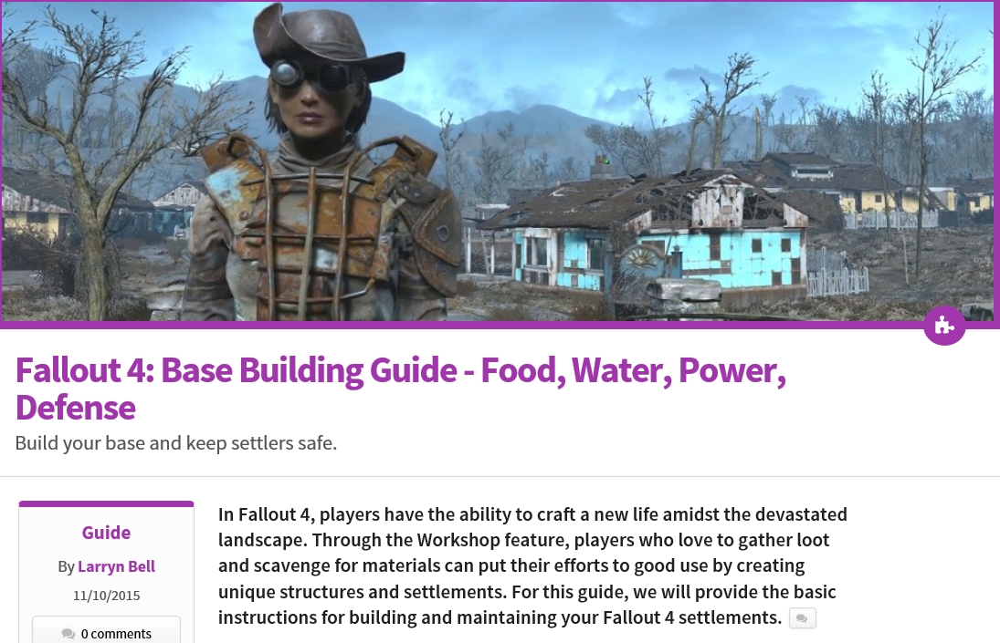 Fallout 4: Base Building Guide - Food, Water, Power,
Defense
Build your base and keep settlers safe.
Guide
By Larryn Bell
11/10/2015
0 comments
In Fallout 4, players have the ability to craft a new life amidst the devastated
landscape. Through the Workshop feature, players who love to gather loot
and scavenge for materials can put their efforts to good use by creating
unique structures and settlements. For this guide, we will provide the basic
instructions for building and maintaining your Fallout 4 settlements.